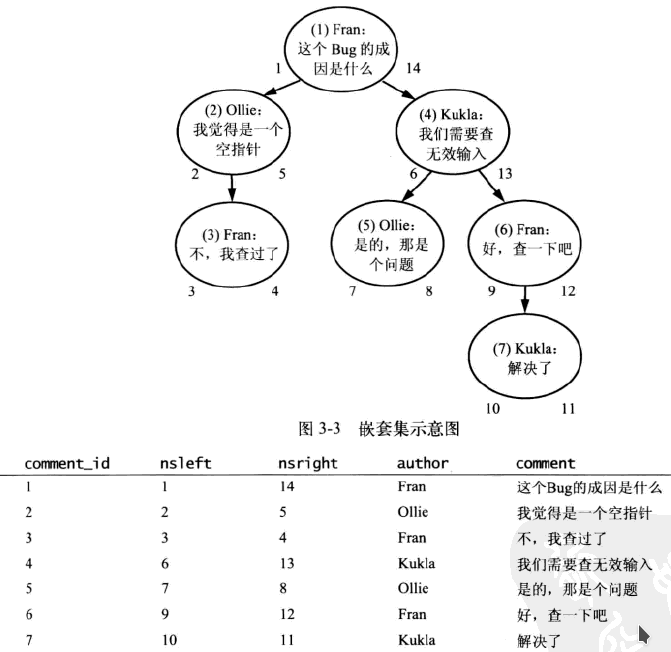 (1) Fran:
这个 Bug 的成
因是什么
1
14
(2) Ollie:
我觉得是一个
空指针
2
5
(4) Kukla:
我们需要查
无效输入
6
13
(3) Fran:
不，我查过了
3
4
(5) Ollie:
是的，那是
个问题
7
8
(6) Fran:
好，查一下吧
9
12
(7) Kukla:
解决了
10
11
图 3-3 嵌套集示意图
comment_id nsleft nsright author comment
1 1 14 Fran 这个Bug的成因是什么
2 2 5 Ollie 我觉得是一个空指针
3 3 4 Fran 不，我查过了
4 6 13 Kukla 我们需要查无效输入
5 7 8 Ollie 是的，那是个问题
6 9 12 Fran 好，查一下吧
7 10 11 Kukla 解决了